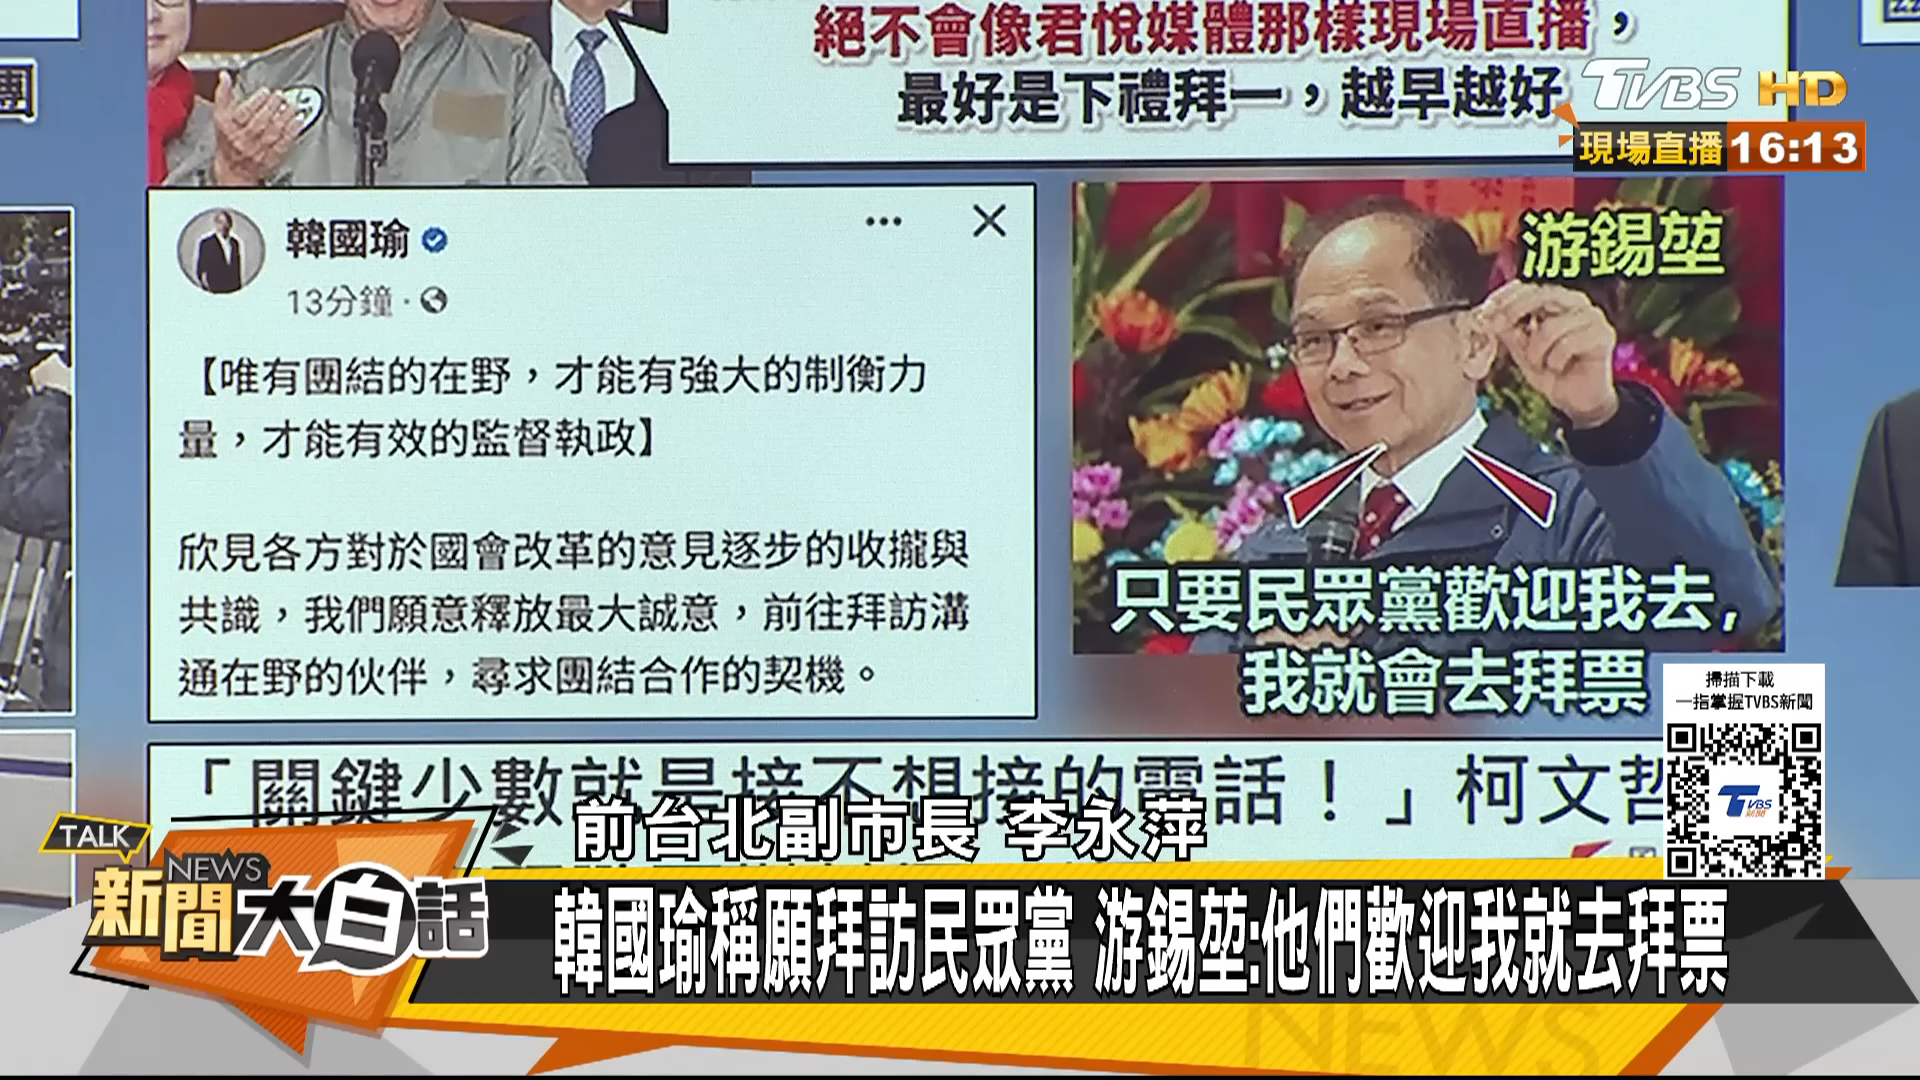 絕不會像君悅媒體那樣現場直播，
最好是下禮拜一，越早越好
TVBS HD
現場直播 16:13
團
韓國瑜
13分鐘
【唯有團結的在野，才能有強大的制衡力
量，才能有效的監督執政】
欣見各方對於國會改革的意見逐步的收攏與
共識，我們願意釋放最大誠意，前往拜訪溝
通在野的伙伴，尋求團結合作的契機。
游錫堃
只要民眾黨歡迎我去，
我就會去拜票
掃描下載
一指掌握TVBS新聞
TVBS
新聞
「關鍵少數就是接不想接的電話！」柯文哲
前台北副市長 李永萍
TALK
NEWS
新聞大白話
韓國瑜稱願拜訪民眾黨 游錫堃:他們歡迎我就去拜票
NEWS